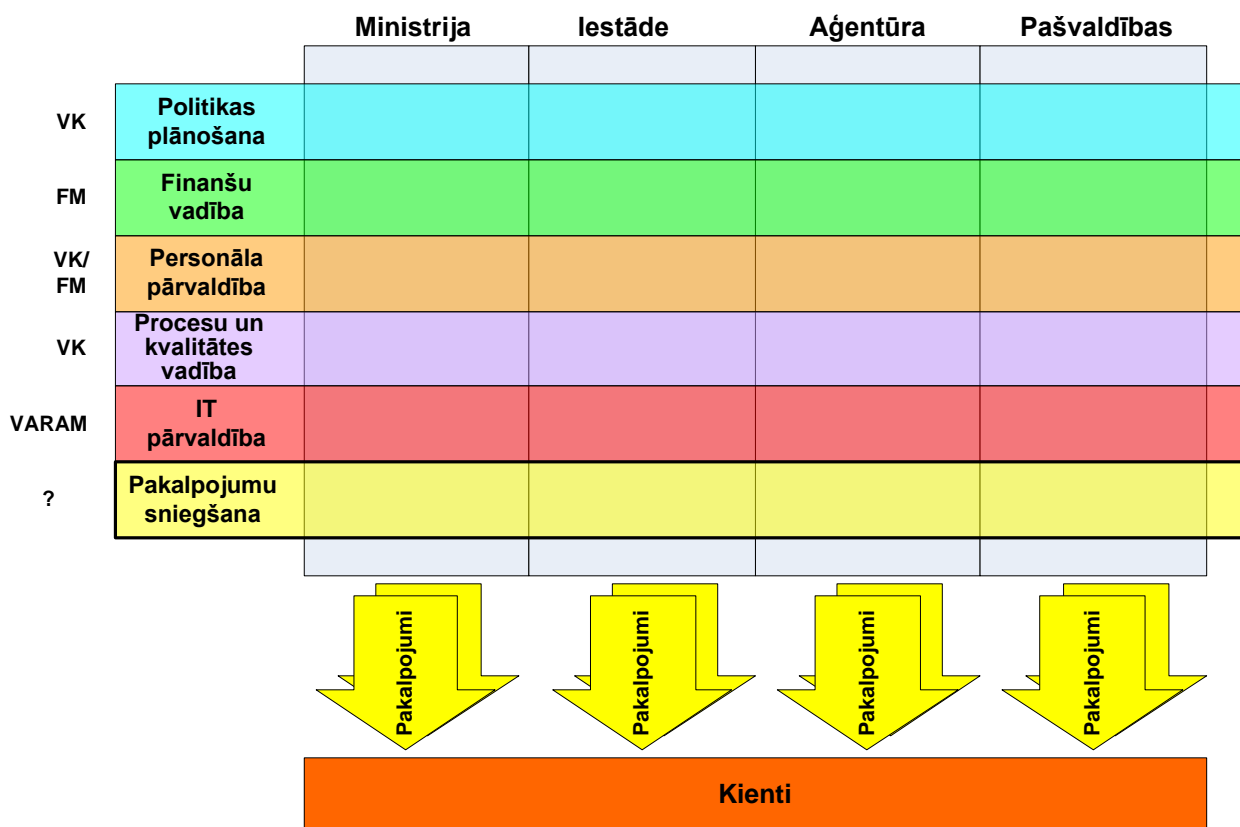 Ministrija Iestāde Aģentūra Pašvaldības
VK
Politikas
plānošana
FM
Finanšu
vadība
VK/
FM
Personāla
pārvaldība
VK
Procesu un
kvalitātes
vadība
VARAM
IT
pārvaldība
?
Pakalpojumu
sniegšana
Pakalpojumi Pakalpojumi Pakalpojumi Pakalpojumi
Kienti